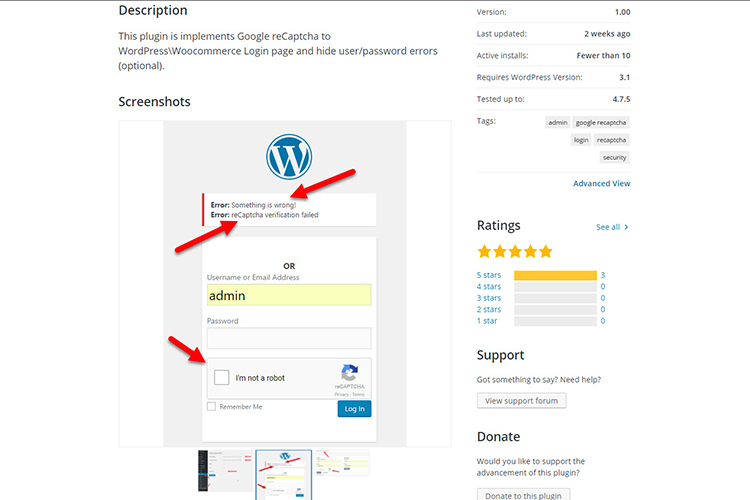 Description
This plugin is implements Google reCaptcha to
WordPress\Woocommerce Login page and hide user/password errors
(optional).
Screenshots
Error: Something is wrong!
Error: reCaptcha verification failed
OR
Username or Email Address
admin
Password
I'm not a robot
reCAPTCHA
Privacy - Terms
Remember Me
Log In
Version: 1.00
Last updated: 2 weeks ago
Active installs: Fewer than 10
Requires WordPress Version: 3.1
Tested up to: 4.7.5
Tags: admin google recaptcha
login recaptcha
security
Advanced View
Ratings
See all
5 stars 3
4 stars 0
3 stars 0
2 stars 0
1 star 0
Support
Got something to say? Need help?
View support forum
Donate
Would you like to support the
advancement of this plugin?
Donate to this plugin